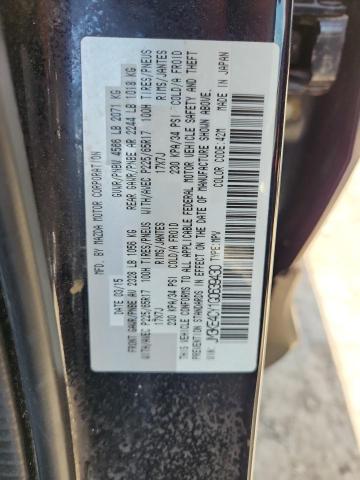 MFD. BY MAZDA MOTOR CORPORATION
DATE 03/15 GVWR/PNBV 4566 LB 2071 KG
FRONT GAWR/PNBE AV 2328 LB 1056 KG REAR GAWR/PNBE AR 2244 LB 1018 KG
WITH/AVEC P225/65R17 100H TIRES/PNEUS WITH/AVEC P225/65R17 100H TIRES/PNEUS
17X7J RIMS/JANTES 17X7J RIMS/JANTES
230 KPA/34 PSI COLD/A FROID 230 KPA/34 PSI COLD/A FROID
THIS VEHICLE CONFORMS TO ALL APPLICABLE FEDERAL MOTOR VEHICLE SAFETY, BUMPER, AND THEFT
PREVENTION STANDARDS IN EFFECT ON THE DATE OF MANUFACTURE SHOWN ABOVE.
VIN: TYPE:MPV COLOR CODE:42M MADE IN JAPAN